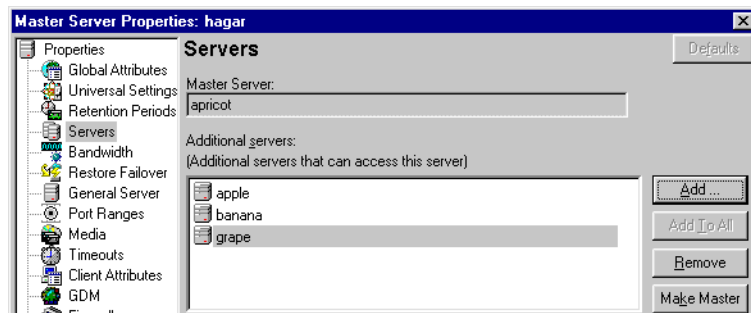 Master Server Properties: hagar
Properties
Global Attributes
Universal Settings
Retention Periods
Servers
Bandwidth
Restore Failover
General Server
Port Ranges
Media
Timeouts
Client Attributes
GDM
Servers
Defaults
Master Server:
apricot
Additional servers:
(Additional servers that can access this server)
apple
banana
grape
Add ...
Add To All
Remove
Make Master